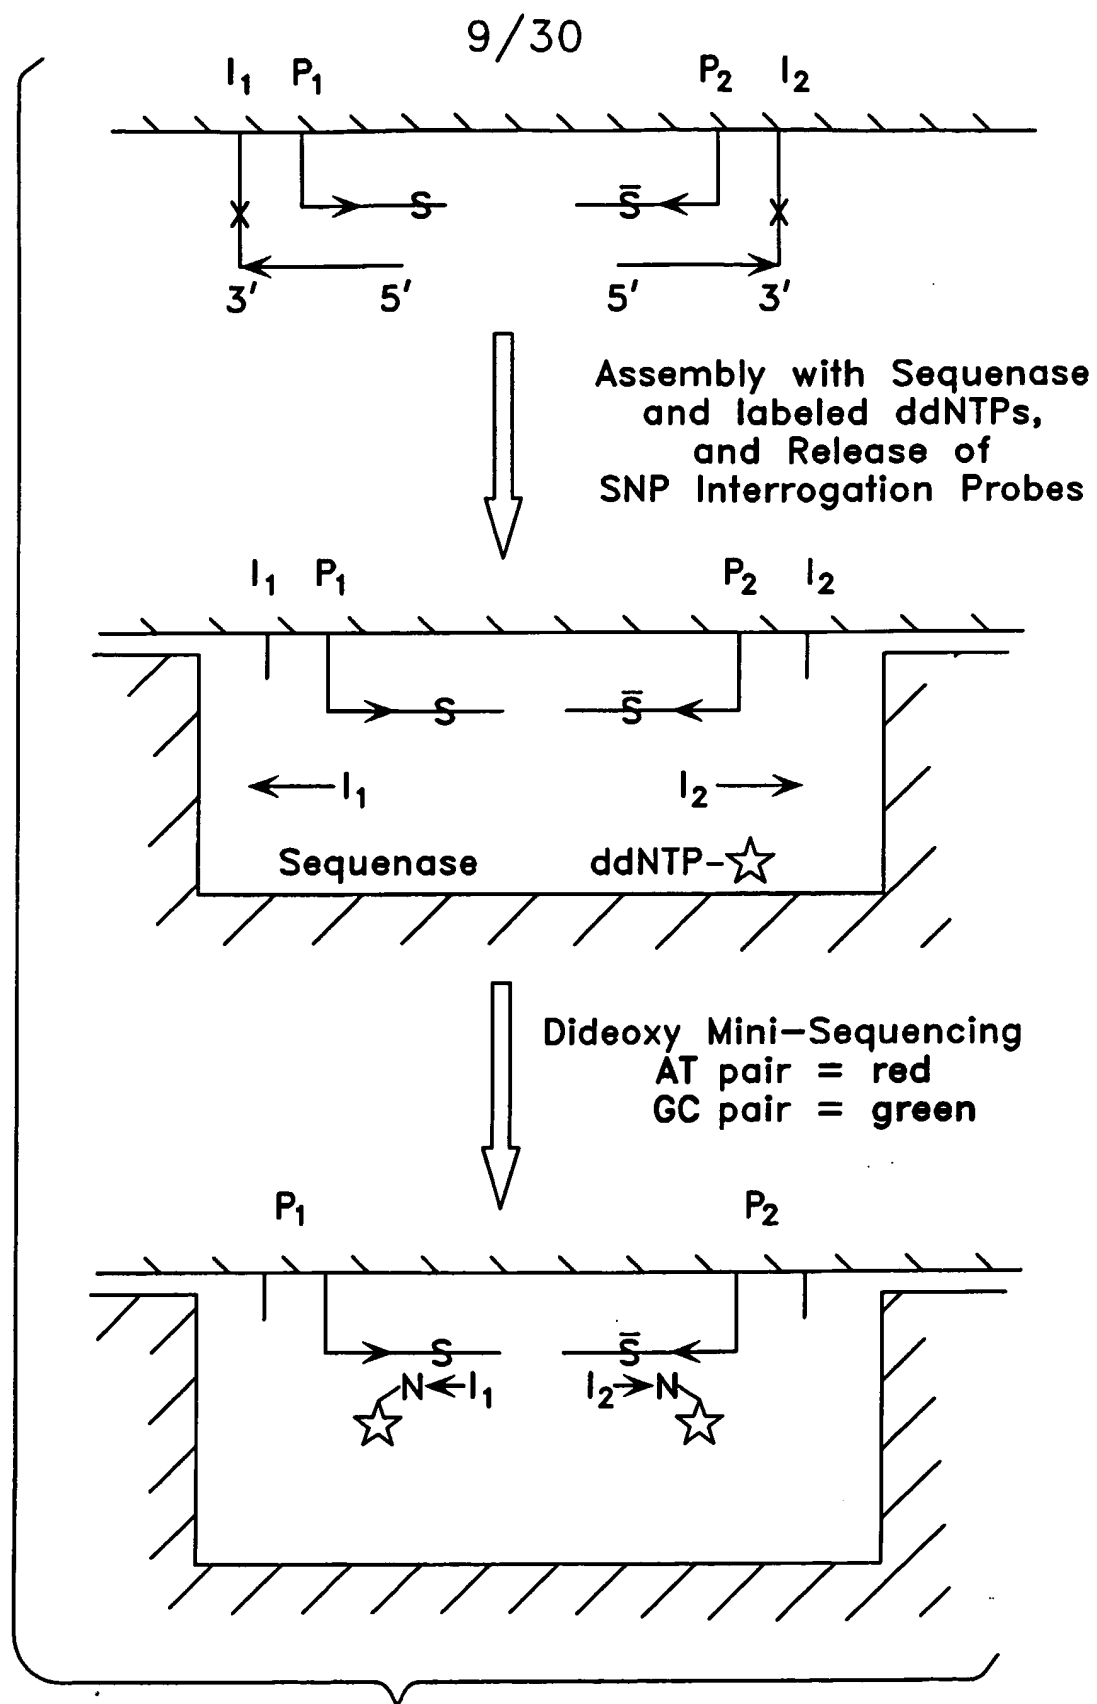 9/30
I₁ P₁ P₂ I₂
S S̅
3' 5' 5' 3'
Assembly with Sequenase
and labeled ddNTPs,
and Release of
SNP Interrogation Probes
I₁ P₁ P₂ I₂
S S̅
I₁ I₂
Sequenase ddNTP-☆
Dideoxy Mini-Sequencing
AT pair = red
GC pair = green
P₁ P₂
S S̅
N I₁ I₂ N